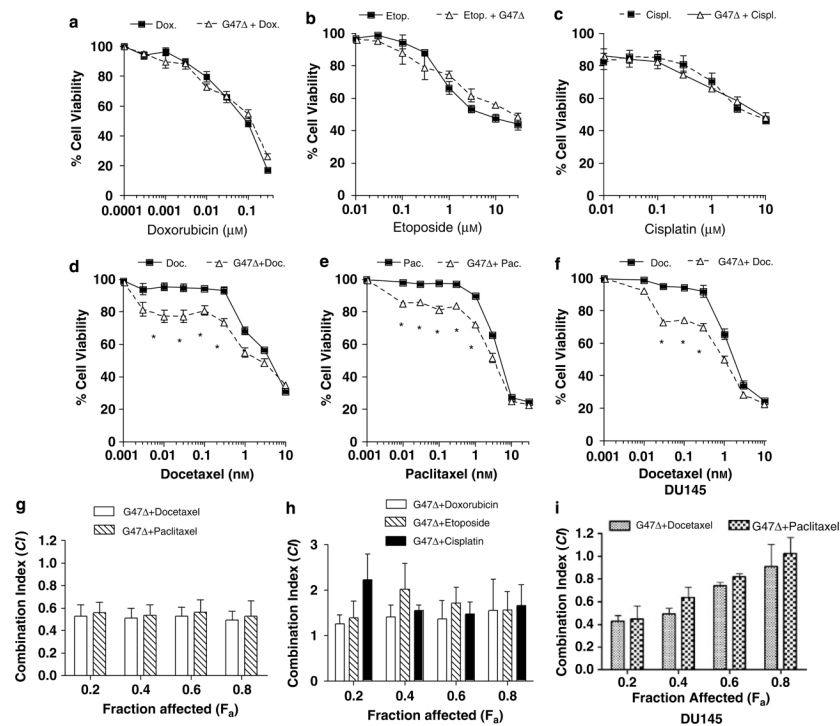 a
Dox.
G47Δ + Dox.
% Cell Viability
100
80
60
40
20
0
0.0001 0.001 0.01 0.1 1
Doxorubicin (μM)
b
Etop.
Etop. + G47Δ
% Cell Viability
100
80
60
40
20
0
0.01 0.1 1 10
Etoposide (μM)
c
Cispl.
G47Δ + Cispl.
% Cell Viability
100
80
60
40
20
0
0.01 0.1 1 10
Cisplatin (μM)
d
Doc.
G47Δ+Doc.
% Cell Viability
100
80
60
40
20
0
* * * *
0.001 0.01 0.1 1 10
Docetaxel (nM)
e
Pac.
G47Δ+ Pac.
% Cell Viability
100
80
60
40
20
0
* * * * *
0.001 0.01 0.1 1 10
Paclitaxel (nM)
f
Doc.
G47Δ+ Doc.
% Cell Viability
100
80
60
40
20
0
* * *
0.001 0.01 0.1 1 10
Docetaxel (nM)
DU145
g
G47Δ+Docetaxel
G47Δ+Paclitaxel
Combination Index (CI)
1.2
1.0
0.8
0.6
0.4
0.2
0.0
0.2 0.4 0.6 0.8
Fraction affected (Fa)
h
G47Δ+Doxorubicin
G47Δ+Etoposide
G47Δ+Cisplatin
Combination Index (CI)
3
2
1
0
0.2 0.4 0.6 0.8
Fraction affected (Fa)
i
G47Δ+Docetaxel
G47Δ+Paclitaxel
Combination Index (CI)
1.2
1.0
0.8
0.6
0.4
0.2
0
0.2 0.4 0.6 0.8
Fraction Affected (Fa)
DU145